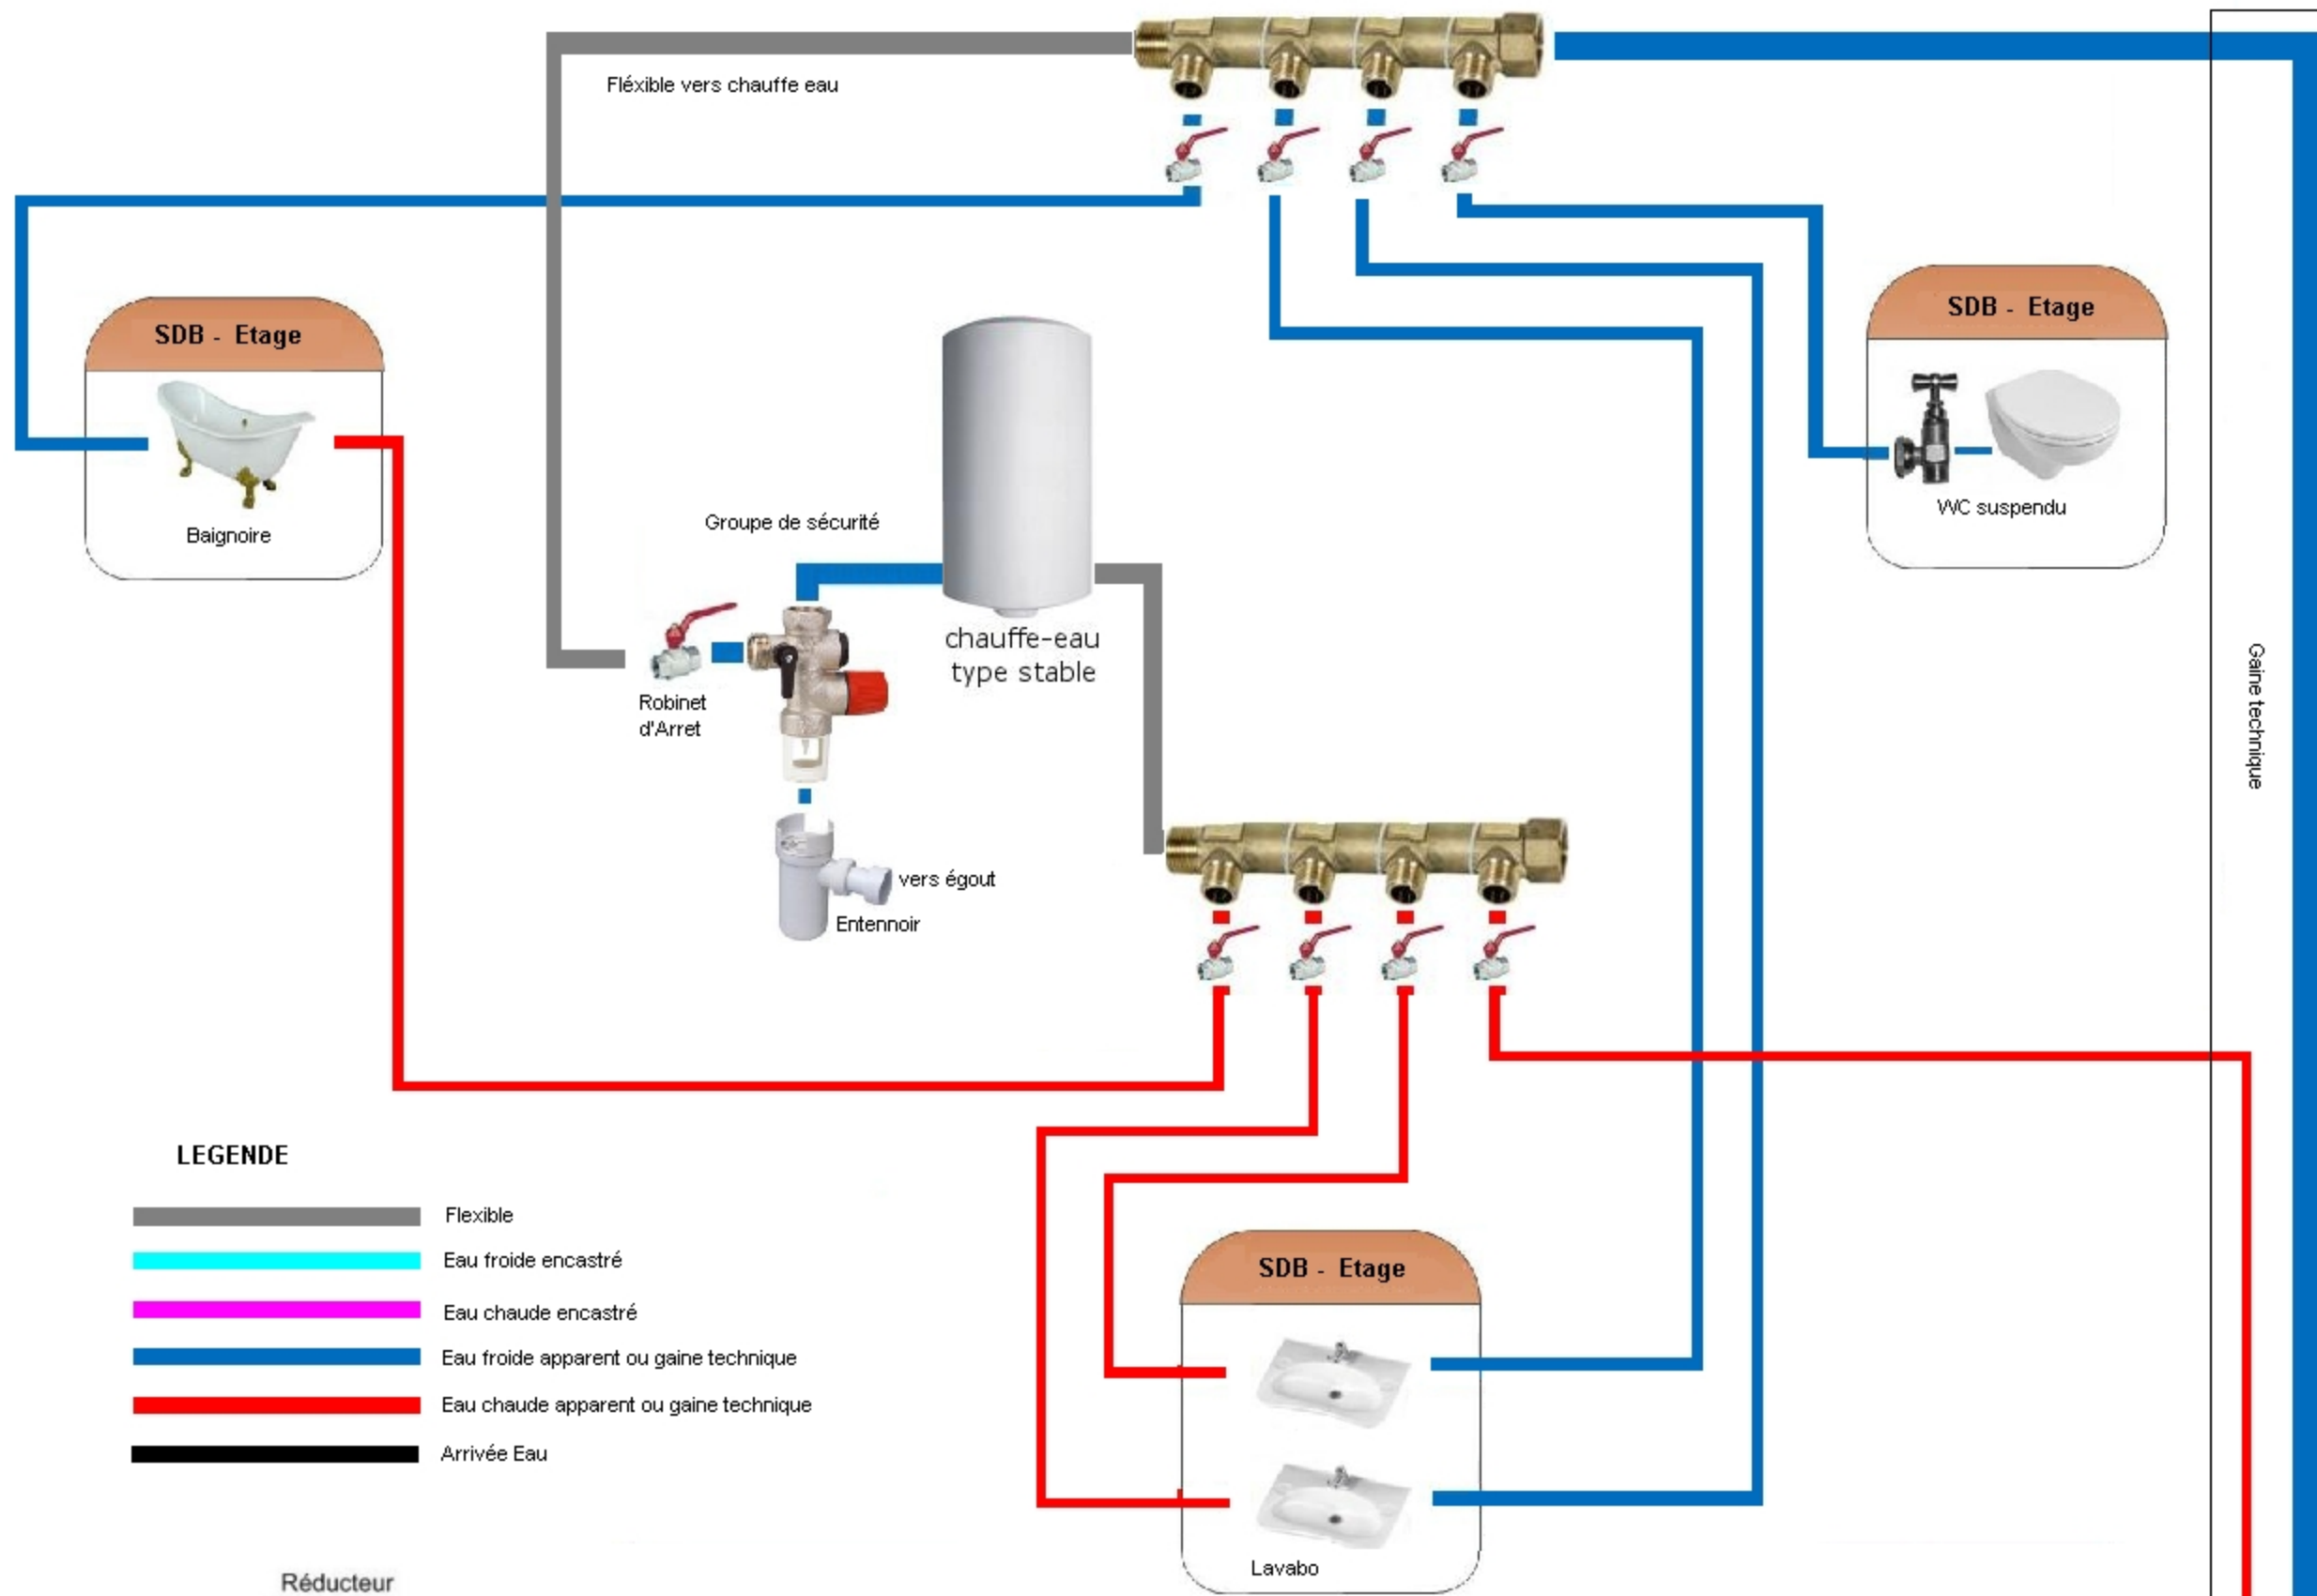 Fléxible vers chauffe eau
SDB - Etage
Baignoire
SDB - Etage
WC suspendu
Groupe de sécurité
chauffe-eau
type stable
Robinet
d'Arret
Gaine technique
vers égout
Entennoir
LEGENDE
Flexible
Eau froide encastré
Eau chaude encastré
Eau froide apparent ou gaine technique
Eau chaude apparent ou gaine technique
Arrivée Eau
SDB - Etage
Lavabo
Réducteur